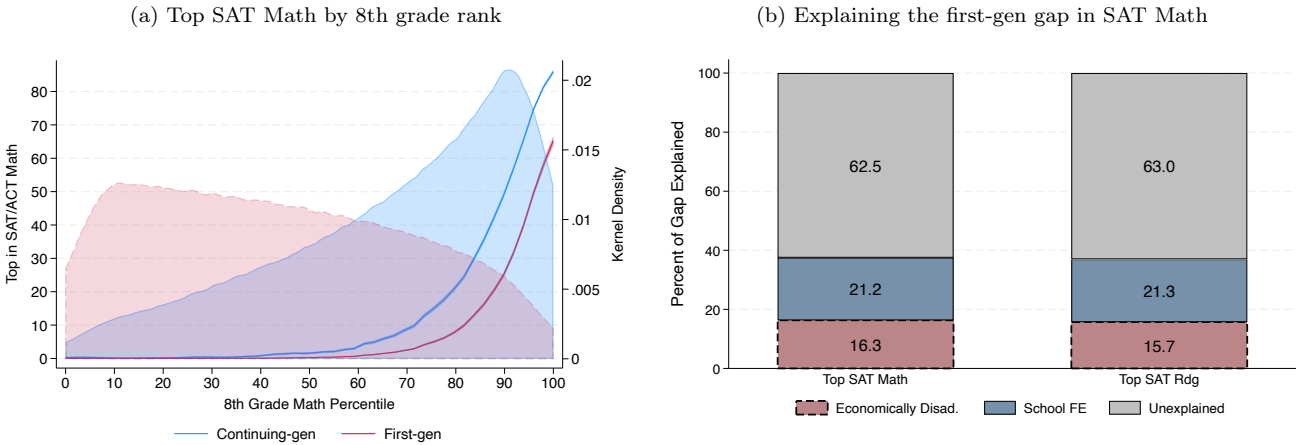 (a) Top SAT Math by 8th grade rank
Top in SAT/ACT Math
80
70
60
50
40
30
20
10
0
.02
.015
.01
.005
0
Kernel Density
0 10 20 30 40 50 60 70 80 90 100
8th Grade Math Percentile
Continuing-gen First-gen
(b) Explaining the first-gen gap in SAT Math
Percent of Gap Explained
100
80
60
40
20
0
62.5
63.0
21.2
21.3
16.3
15.7
Top SAT Math Top SAT Rdg
Economically Disad. School FE Unexplained